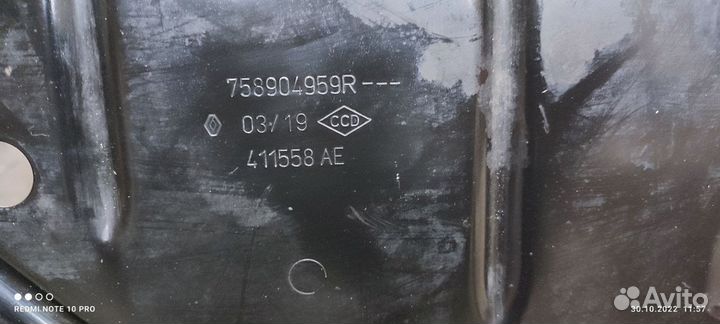 758904959R---
03/19 CCD
411558 AE
REDMI NOTE 10 PRO
Avito
30.10.2022 11:57